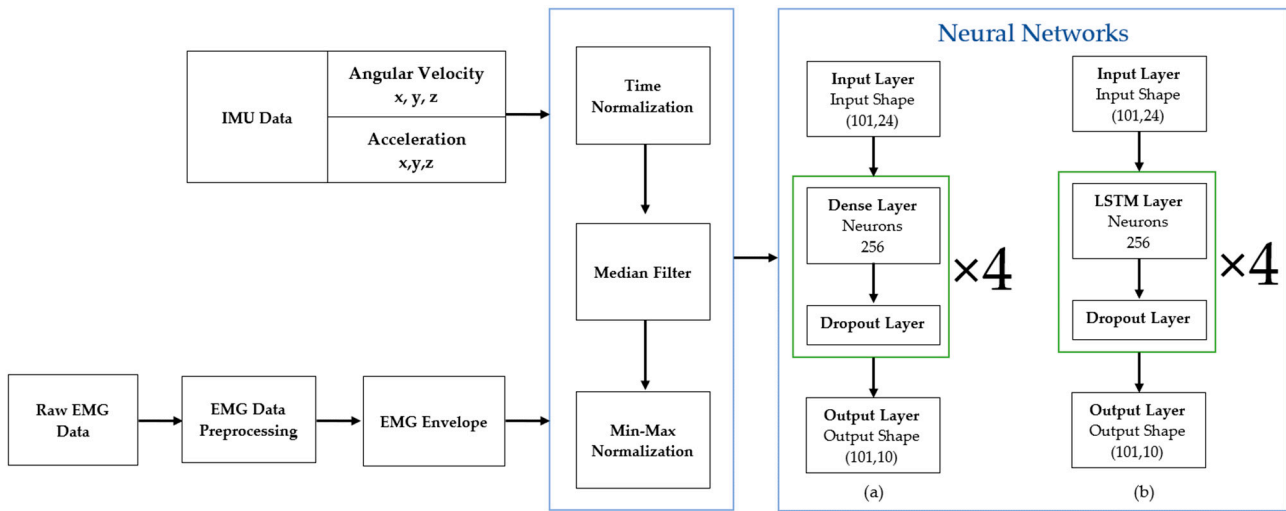 IMU Data
Angular Velocity
x, y, z
Acceleration
x,y,z
Raw EMG
Data
EMG Data
Preprocessing
EMG Envelope
Time
Normalization
Median Filter
Min-Max
Normalization
Neural Networks
Input Layer
Input Shape
(101,24)
Dense Layer
Neurons
256
Dropout Layer
×4
Output Layer
Output Shape
(101,10)
(a)
Input Layer
Input Shape
(101,24)
LSTM Layer
Neurons
256
Dropout Layer
×4
Output Layer
Output Shape
(101,10)
(b)